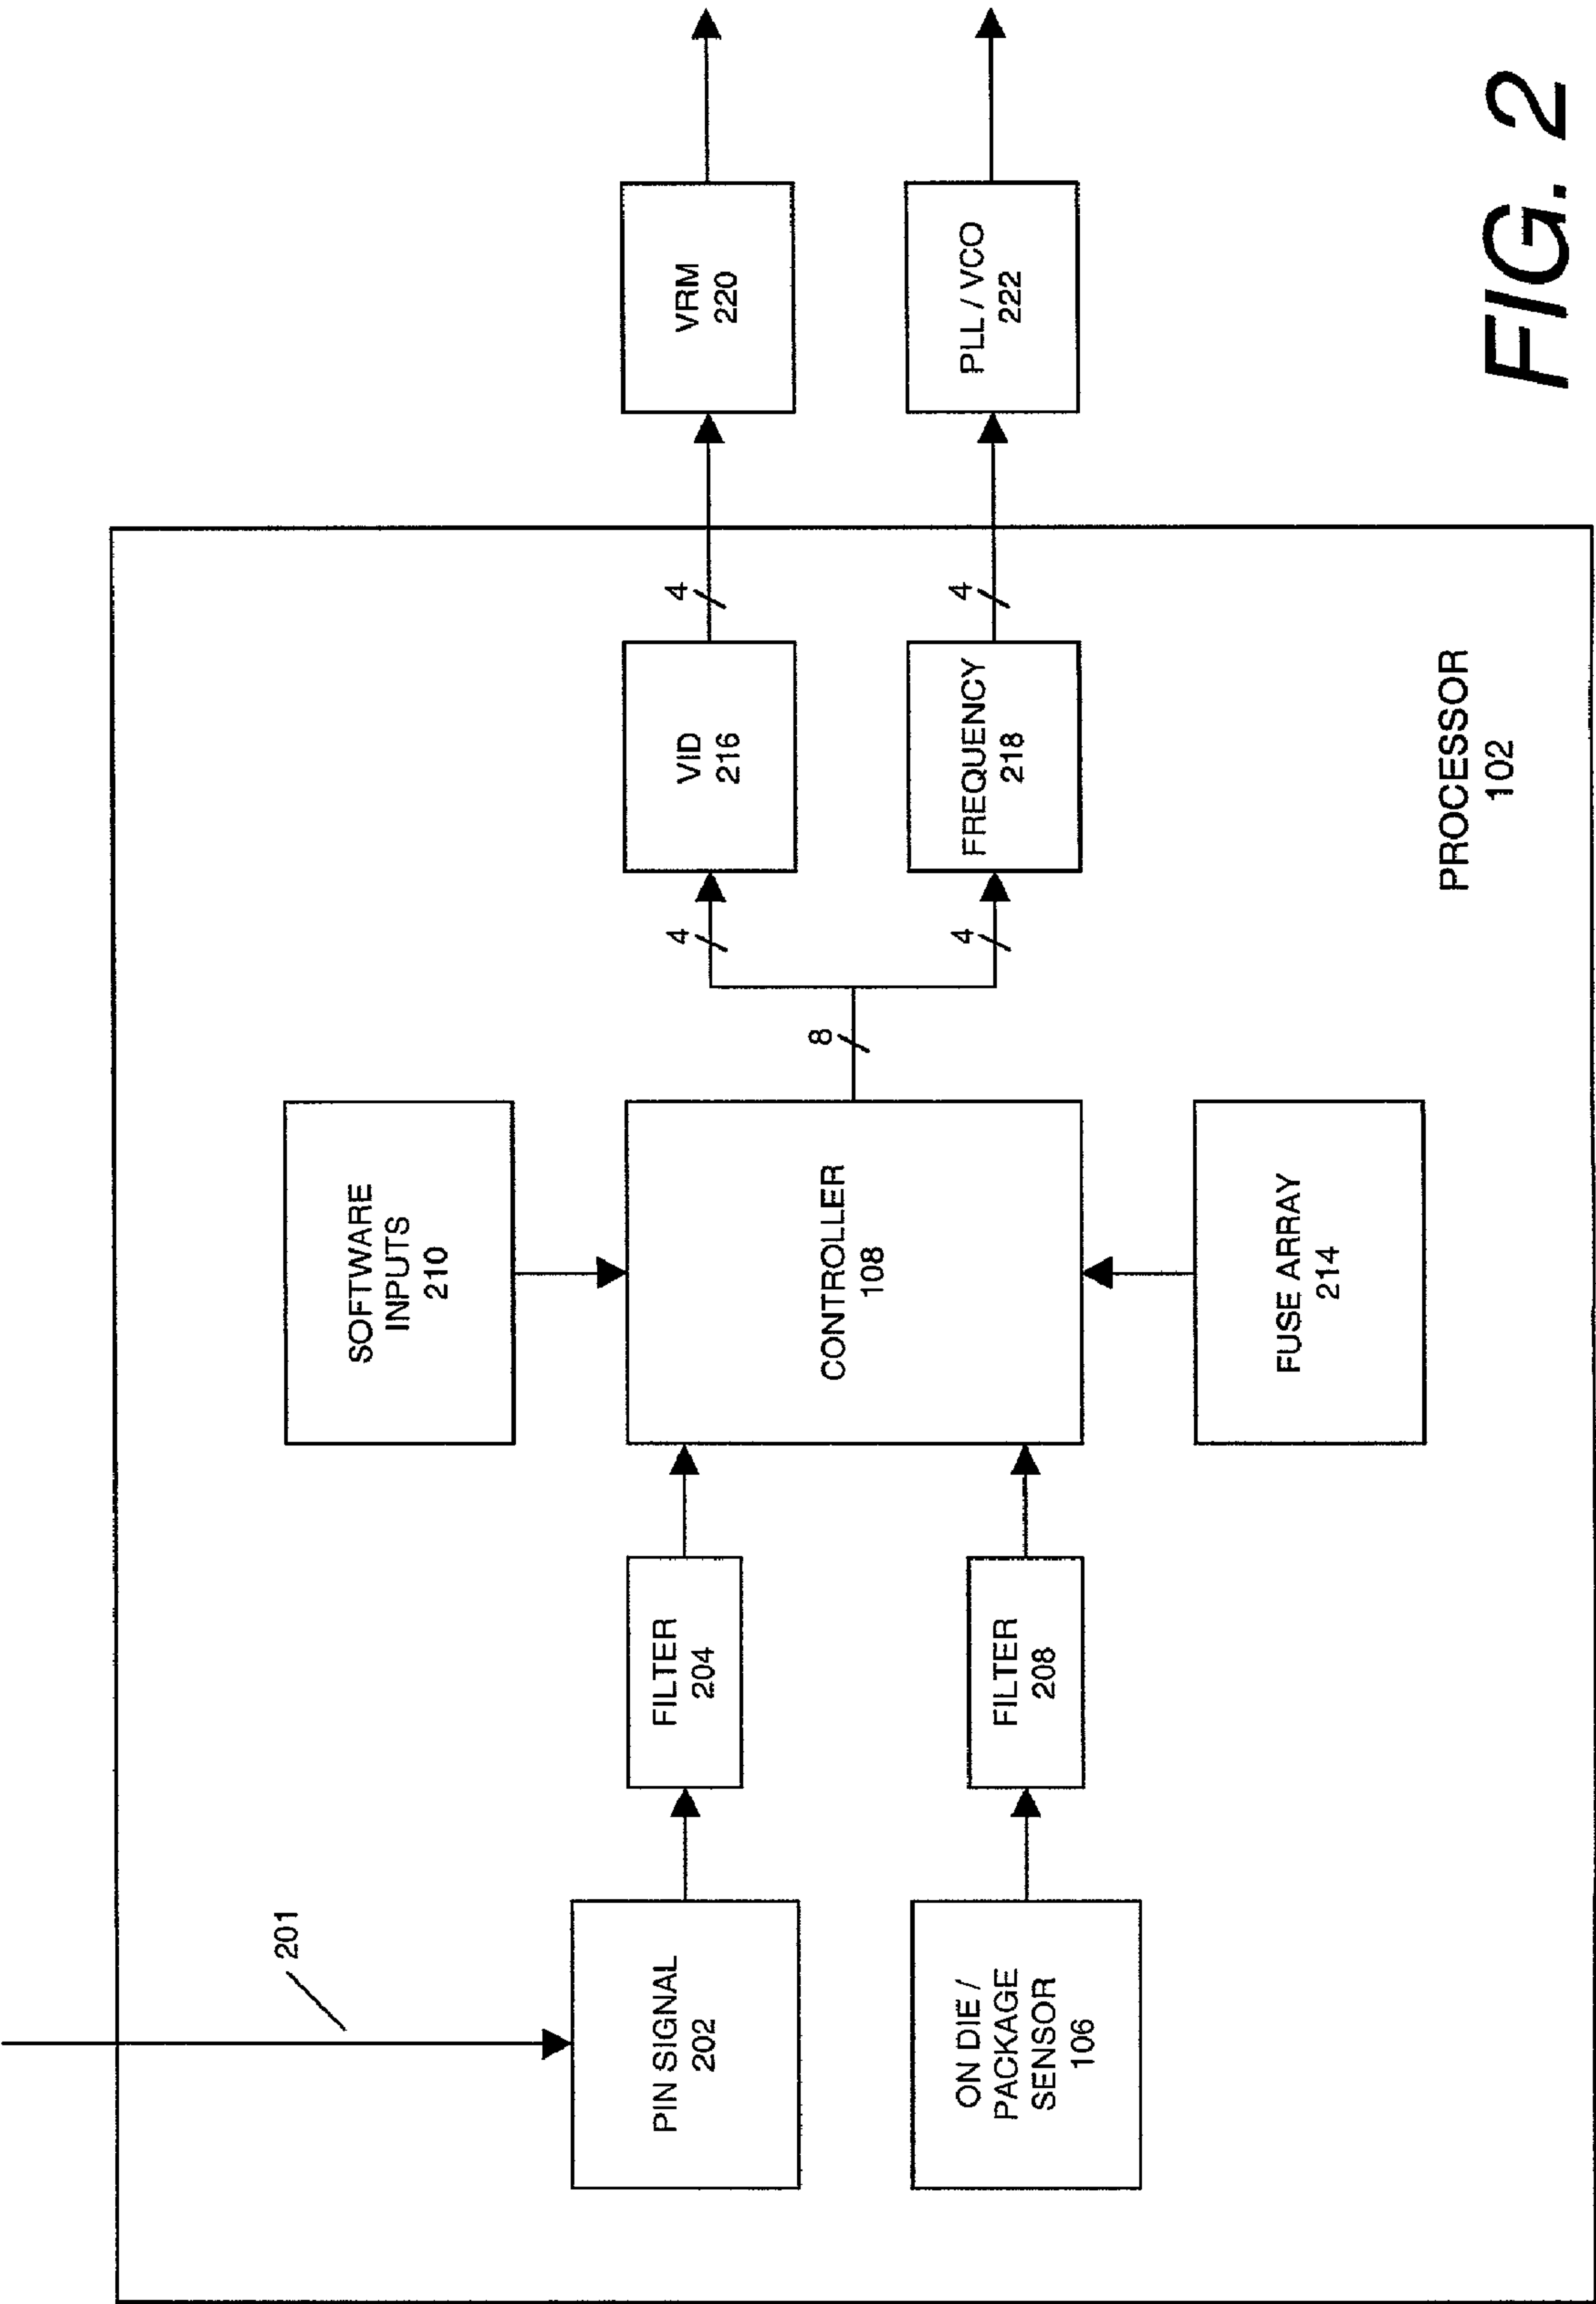 201
PIN SIGNAL
202
ON DIE /
PACKAGE
SENSOR
106
FILTER
204
FILTER
208
SOFTWARE
INPUTS
210
CONTROLLER
108
FUSE ARRAY
214
8
4
4
VID
216
FREQUENCY
218
4
4
PROCESSOR
102
VRM
220
PLL / VCO
222
FIG. 2